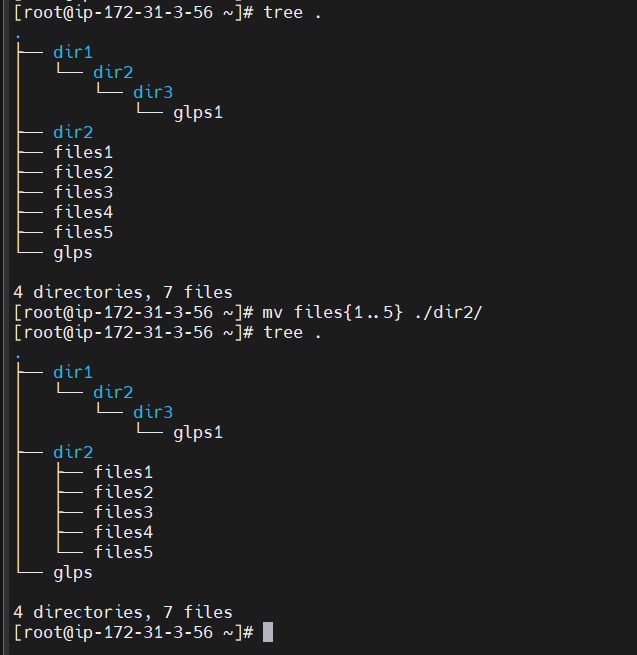 [root@ip-172-31-3-56 ~]# tree .
.
├── dir1
│   └── dir2
│       └── dir3
│           └── glps1
├── dir2
├── files1
├── files2
├── files3
├── files4
├── files5
└── glps

4 directories, 7 files
[root@ip-172-31-3-56 ~]# mv files{1..5} ./dir2/
[root@ip-172-31-3-56 ~]# tree .
.
├── dir1
│   └── dir2
│       └── dir3
│           └── glps1
├── dir2
│   ├── files1
│   ├── files2
│   ├── files3
│   ├── files4
│   └── files5
└── glps

4 directories, 7 files
[root@ip-172-31-3-56 ~]#